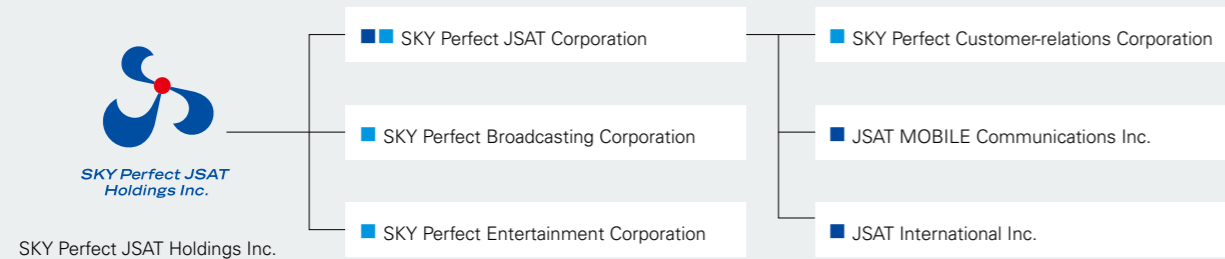 SKY Perfect JSAT
Holdings Inc.
SKY Perfect JSAT Holdings Inc.
SKY Perfect JSAT Corporation
SKY Perfect Broadcasting Corporation
SKY Perfect Entertainment Corporation
SKY Perfect Customer-relations Corporation
JSAT MOBILE Communications Inc.
JSAT International Inc.